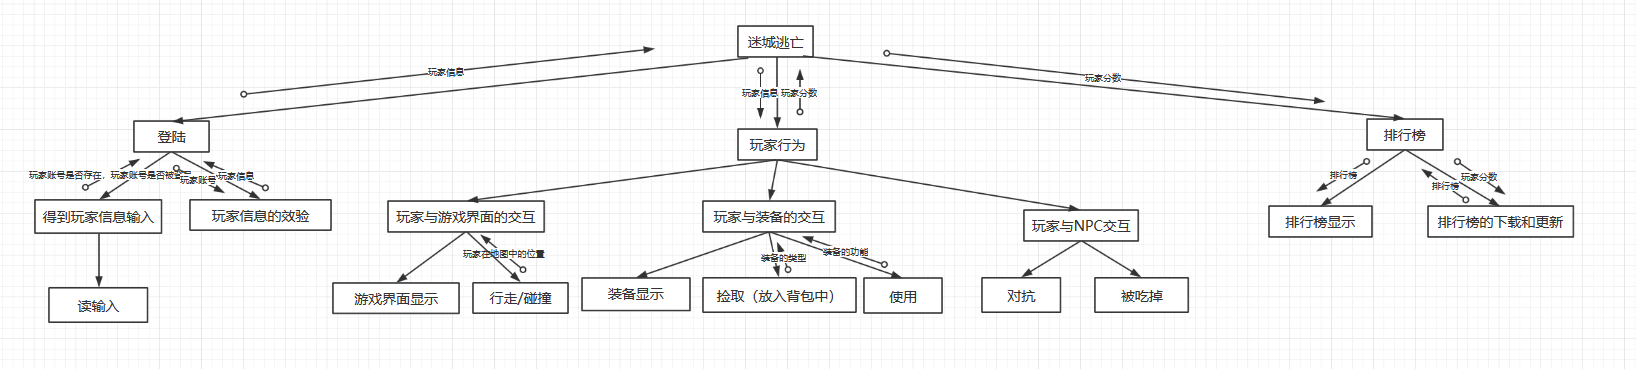 迷城逃亡
玩家信息
玩家信息
玩家分数
玩家分数
登陆
玩家行为
排行榜
玩家账号是否存在，玩家账号是否被
玩家账号
玩家信息
排行榜
排行榜
玩家分数
得到玩家信息输入
玩家信息的效验
玩家与游戏界面的交互
玩家与装备的交互
玩家与NPC交互
排行榜显示
排行榜的下载和更新
玩家在地图中的位置
装备的类型
装备的功能
读输入
游戏界面显示
行走/碰撞
装备显示
捡取（放入背包中）
使用
对抗
被吃掉